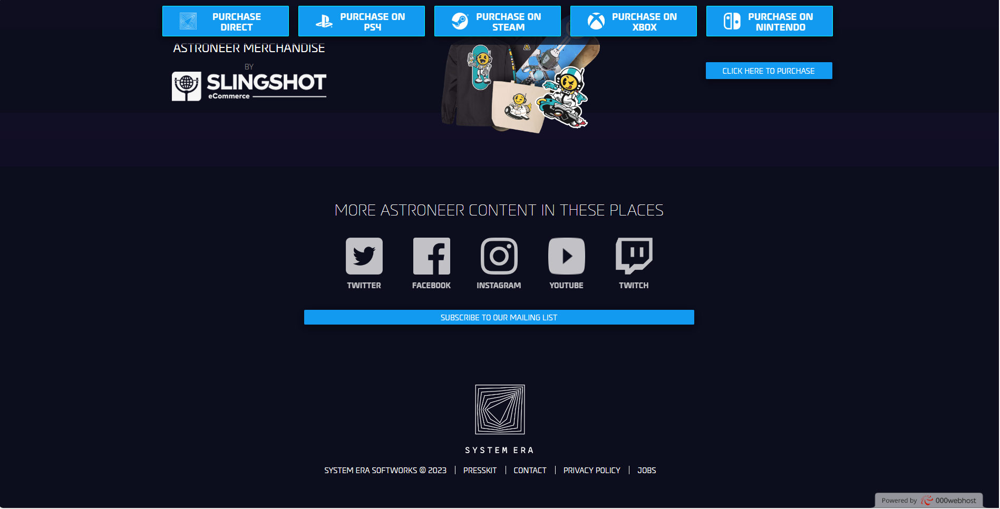 PURCHASE
DIRECT
PURCHASE ON
PS4
PURCHASE ON
STEAM
PURCHASE ON
XBOX
PURCHASE ON
NINTENDO
ASTRONEER MERCHANDISE
BY
SLINGSHOT
eCommerce
CLICK HERE TO PURCHASE
MORE ASTRONEER CONTENT IN THESE PLACES
TWITTER
FACEBOOK
INSTAGRAM
YOUTUBE
TWITCH
SUBSCRIBE TO OUR MAILING LIST
SYSTEM ERA
SYSTEM ERA SOFTWORKS © 2023 | PRESSKIT | CONTACT | PRIVACY POLICY | JOBS
Powered by 000webhost